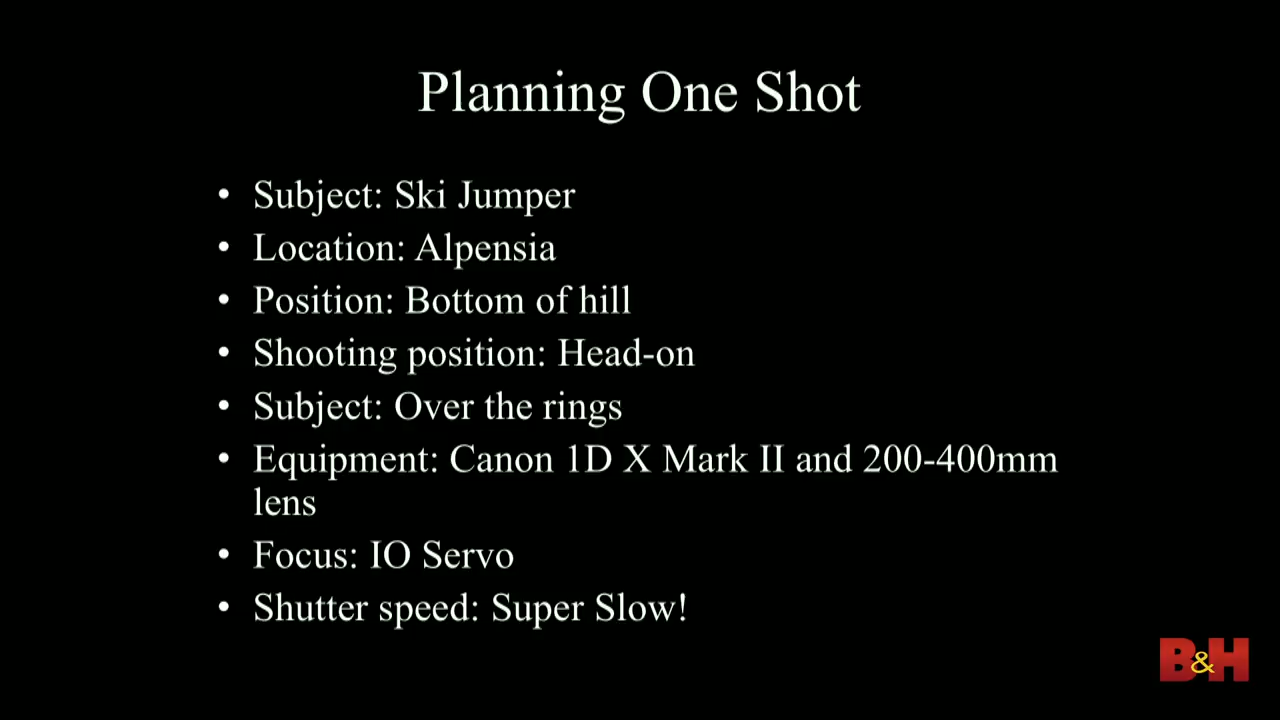 Planning One Shot
• Subject: Ski Jumper
• Location: Alpensia
• Position: Bottom of hill
• Shooting position: Head-on
• Subject: Over the rings
• Equipment: Canon 1D X Mark II and 200-400mm
lens
• Focus: IO Servo
• Shutter speed: Super Slow!
B&H